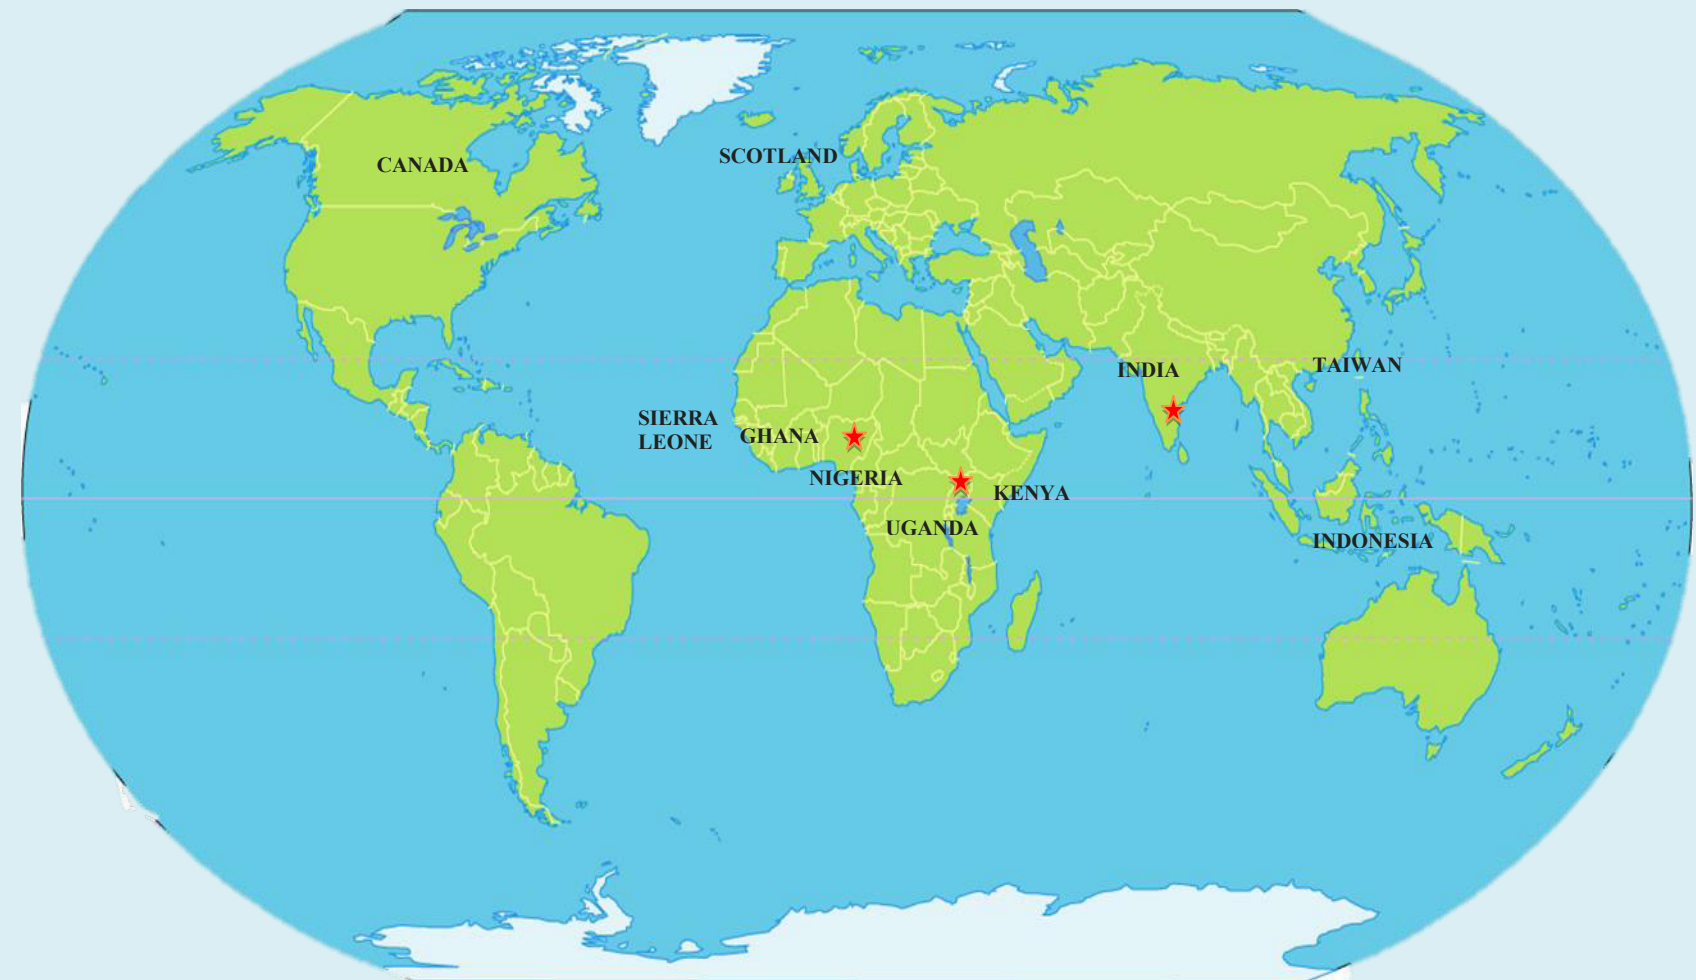 SCOTLAND
CANADA
TAIWAN
INDIA
SIERRA
LEONE
GHANA
NIGERIA
KENYA
UGANDA
INDONESIA